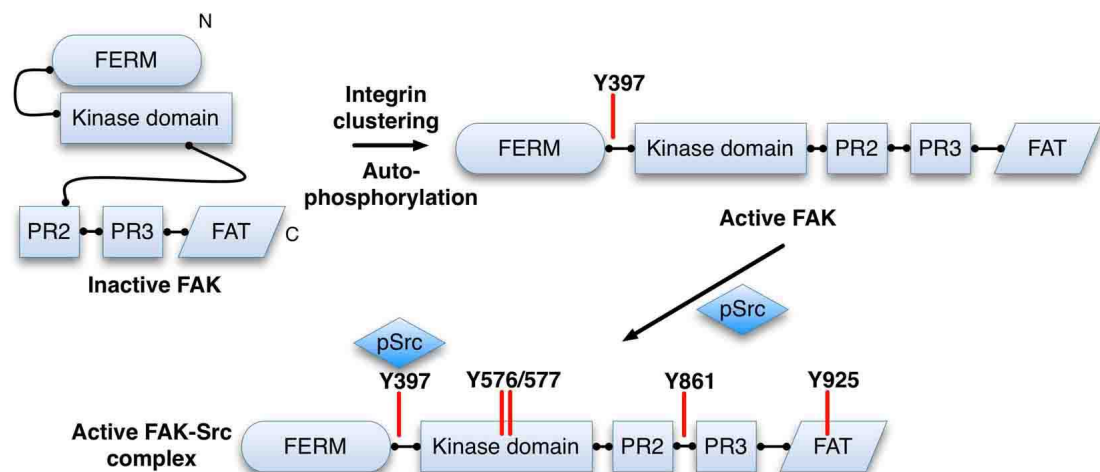 N
FERM
Kinase domain
PR2
PR3
FAT
C
Inactive FAK
Integrin
clustering
Auto-
phosphorylation
Y397
FERM
Kinase domain
PR2
PR3
FAT
Active FAK
pSrc
pSrc
Y397
Y576/577
Y861
Y925
Active FAK-Src
complex
FERM
Kinase domain
PR2
PR3
FAT